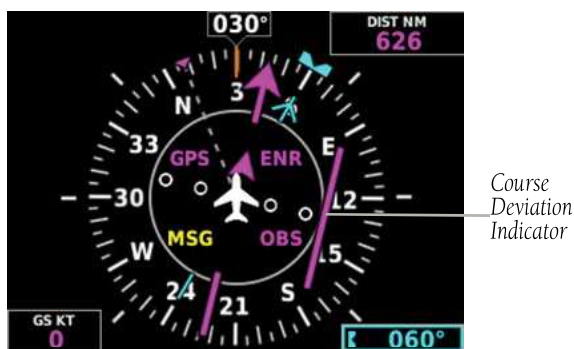 030°
DIST NM
626
N
3
33
E
GPS
ENR
30
12
MSG
OBS
W
15
24
21
S
GS KT
0
060°
Course
Deviation
Indicator